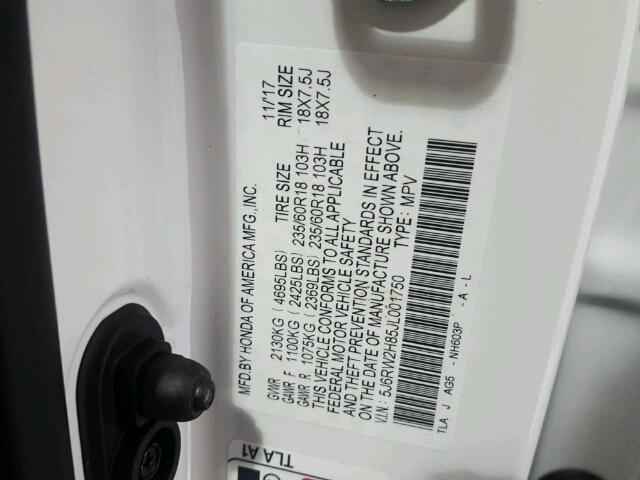 MFD.BY HONDA OF AMERICA MFG.,INC. 11/'17
TIRE SIZE RIM SIZE
GVWR 2130KG ( 4695LBS)
GAWR F 1100KG ( 2425LBS) 235/60R18 103H 18X7.5J
GAWR R 1075KG ( 2369LBS) 235/60R18 103H 18X7.5J
THIS VEHICLE CONFORMS TO ALL APPLICABLE
FEDERAL MOTOR VEHICLE SAFETY
AND THEFT PREVENTION STANDARDS IN EFFECT
ON THE DATE OF MANUFACTURE SHOWN ABOVE.
V.I.N.: 5J6RW2H85JL001750 TYPE: MPV
TLA J AG5 -NH603P -A -L
TLA A1